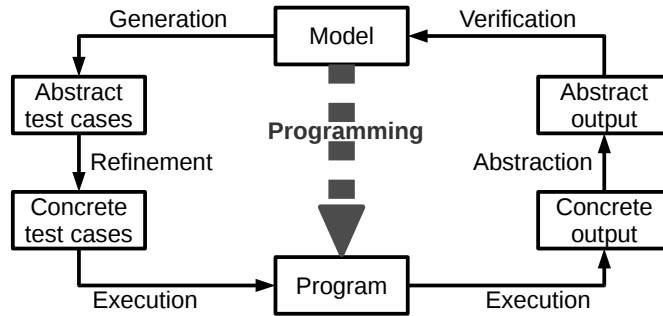 Generation
Model
Verification
Abstract
test cases
Abstract
output
Programming
Refinement
Abstraction
Concrete
test cases
Concrete
output
Execution
Program
Execution